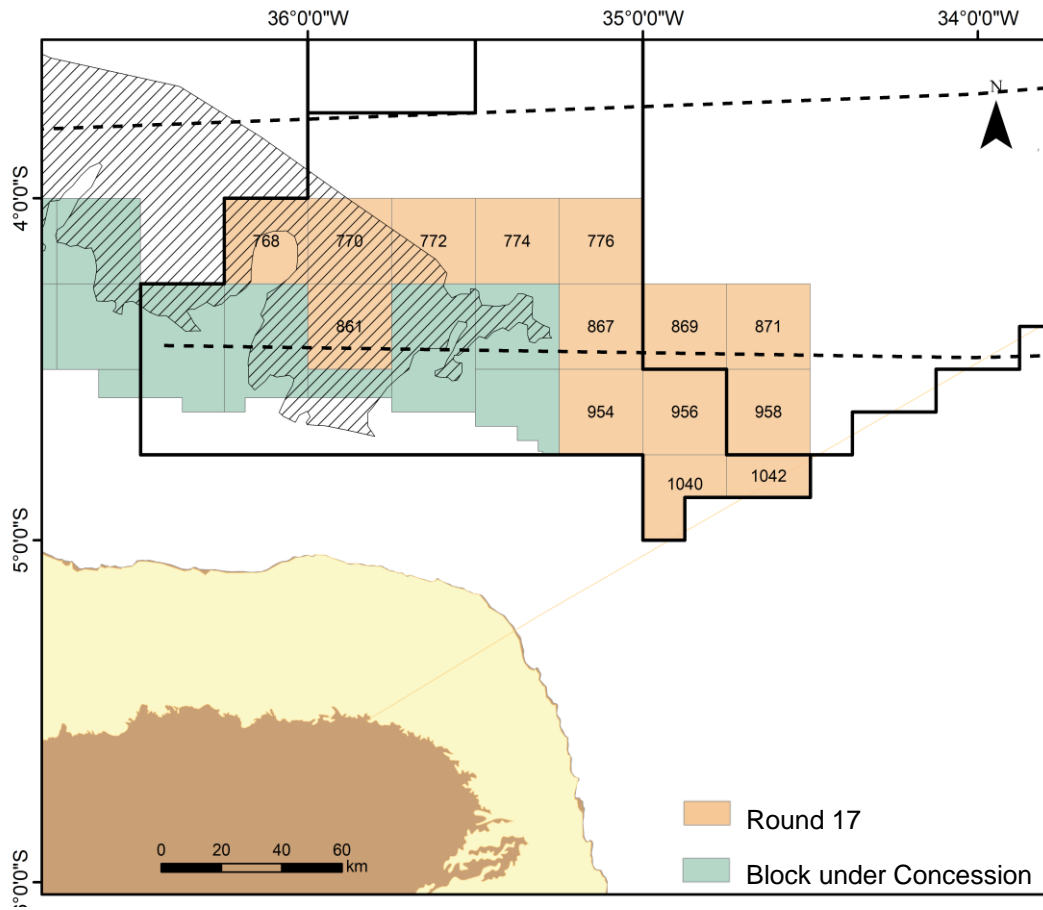 36°0'0"W 35°0'0"W 34°0'0"W
N
4°0'0"S
768 770 772 774 776
861 867 869 871
954 956 958
1040 1042
5°0'0"S
Round 17
0 20 40 60
km
Block under Concession